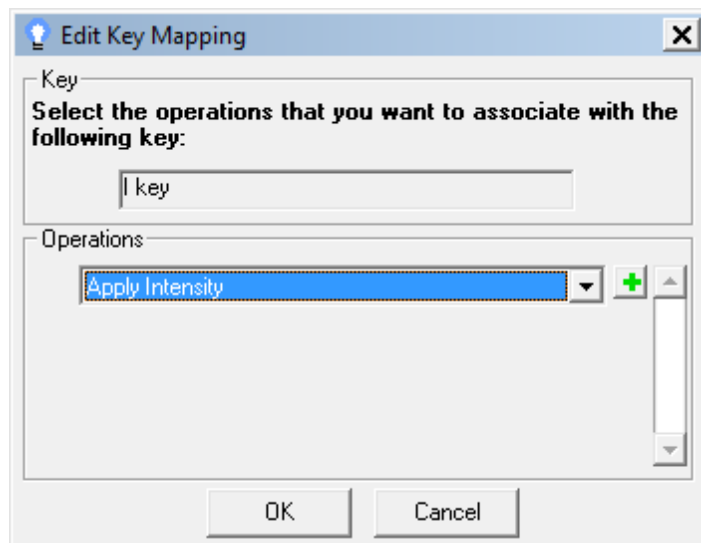 Edit Key Mapping
Key
Select the operations that you want to associate with the
following key:
I key
Operations
Apply Intensity
OK
Cancel